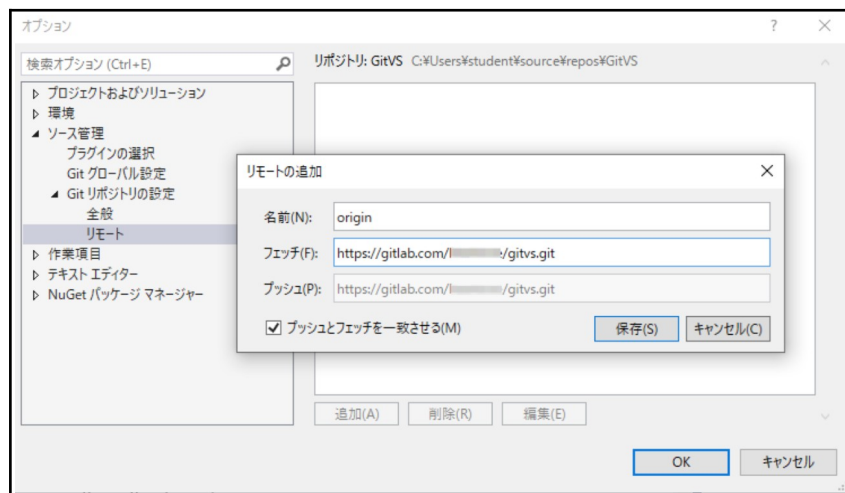 オプション
?
検索オプション (Ctrl+E)
リポジトリ: GitVS C:¥Users¥student¥source¥repos¥GitVS
プロジェクトおよびソリューション
環境
ソース管理
プラグインの選択
Git グローバル設定
Git リポジトリの設定
全般
リモート
作業項目
テキスト エディター
NuGet パッケージ マネージャー
リモートの追加
名前(N): origin
フェッチ(F): https://gitlab.com/ /gitvs.git
プッシュ(P): https://gitlab.com/ /gitvs.git
プッシュとフェッチを一致させる(M)
保存(S) キャンセル(C)
追加(A) 削除(R) 編集(E)
OK キャンセル